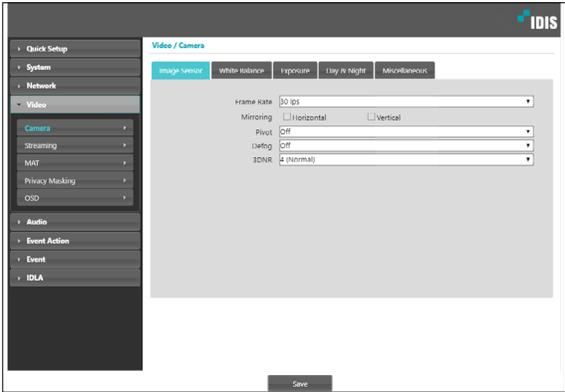 IDIS
Quick Setup
System
Network
Video
Camera
Streaming
MAT
Privacy Masking
OSD
Audio
Event Action
Event
IDLA
Video / Camera
Image Sensor White Balance Exposure Day & Night Miscellaneous
Frame Rate 30 ips
Mirroring Horizontal Vertical
Pivot Off
Defog Off
3DNR 4 (Normal)
Save